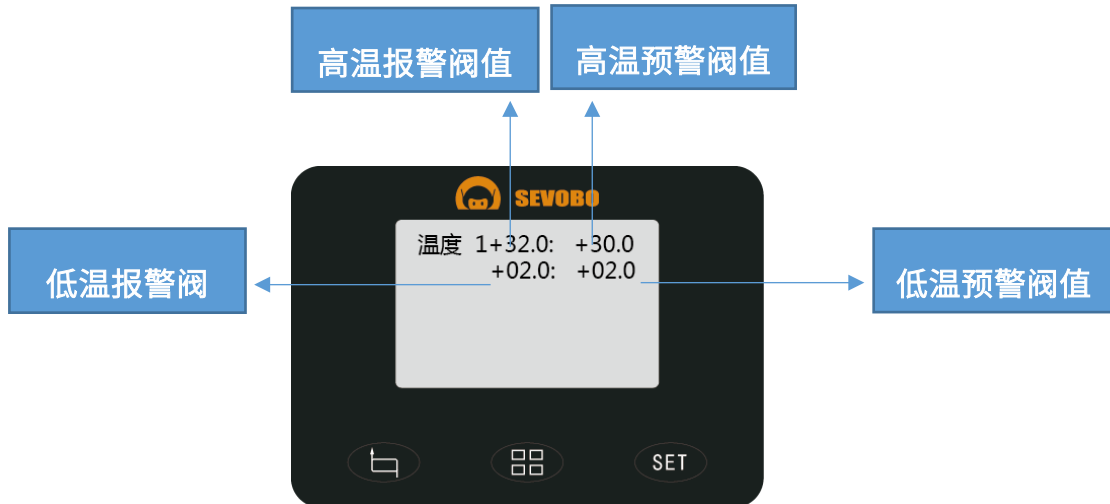 高温报警阀值
高温预警阀值
SEVOBO
温度 1+32.0: +30.0
+02.0: +02.0
低温报警阀
低温预警阀值
SET